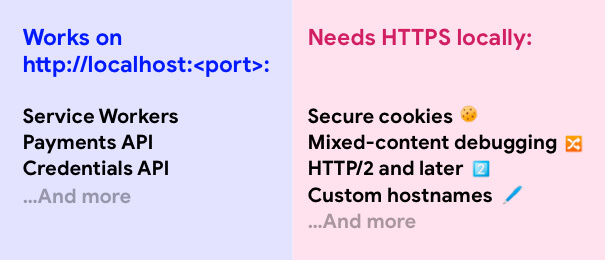 Works on
http://localhost:<port>:
Service Workers
Payments API
Credentials API
...And more
Needs HTTPS locally:
Secure cookies 🍪
Mixed-content debugging 🔀
HTTP/2 and later 2️⃣
Custom hostnames 🖊️
...And more